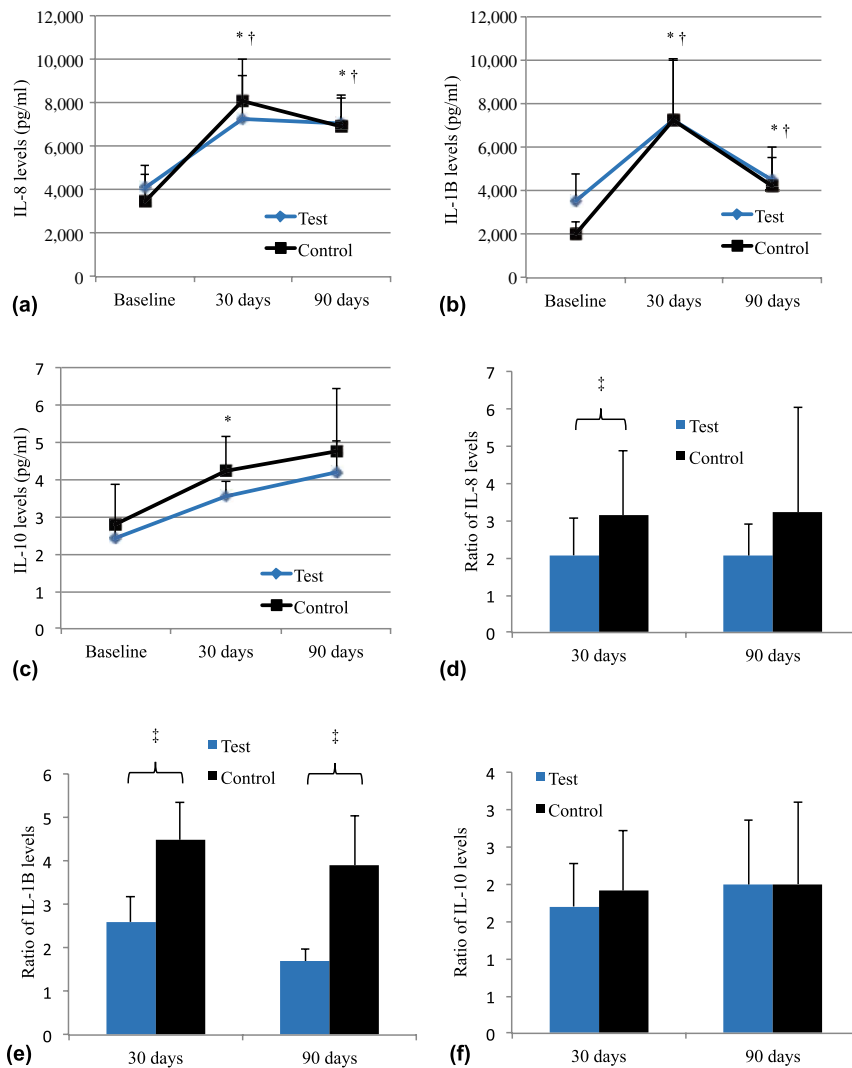 12,000
10,000
8,000
6,000
4,000
2,000
0
IL-8 levels (pg/ml)
* †
* †
Test
Control
Baseline
30 days
90 days
(a)
12,000
10,000
8,000
6,000
4,000
2,000
0
IL-1B levels (pg/ml)
* †
* †
Test
Control
Baseline
30 days
90 days
(b)
7
6
5
4
3
2
1
0
IL-10 levels (pg/ml)
*
Test
Control
Baseline
30 days
90 days
(c)
7
6
5
4
3
2
1
0
Ratio of IL-8 levels
‡
Test
Control
30 days
90 days
(d)
6
5
4
3
2
1
0
Ratio of IL-1B levels
‡
‡
Test
Control
30 days
90 days
(e)
4
3
3
2
2
1
1
0
Ratio of IL-10 levels
Test
Control
30 days
90 days
(f)